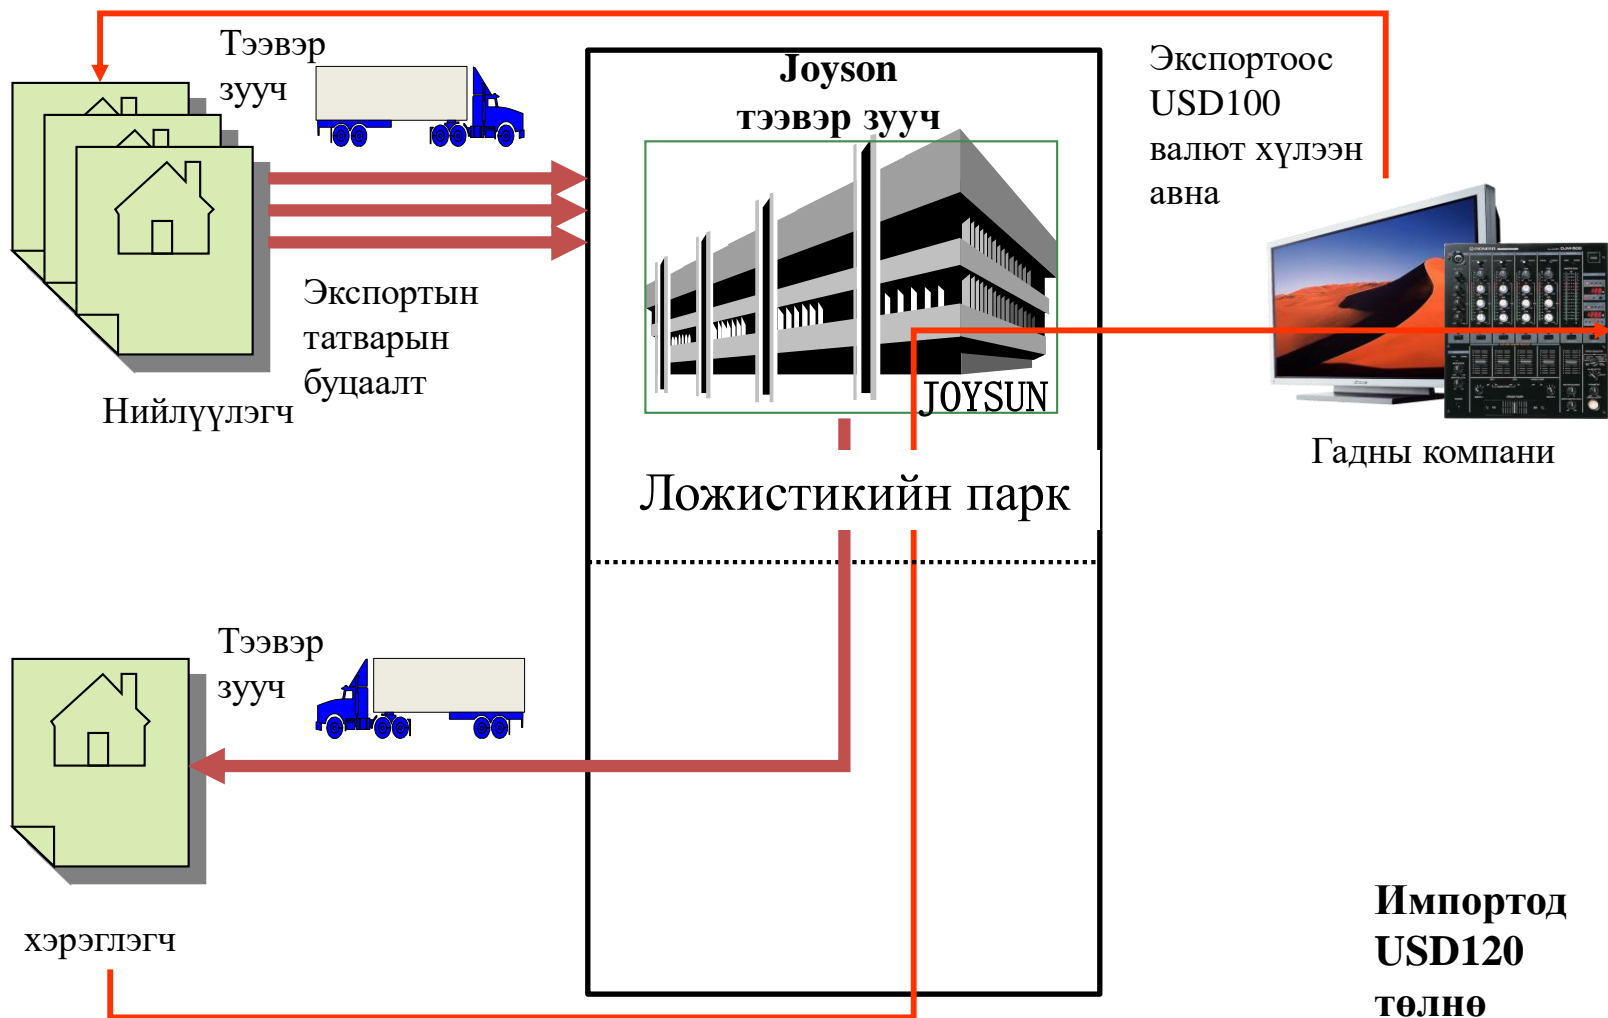 Тээвэр
зууч
Joyson
тээвэр зууч
Экспортоос
USD100
валют хүлээн
авна
Экспортын
татварын
буцаалт
Нийлүүлэгч
JOYSUN
Гадны компани
Ложистикийн парк
Тээвэр
зууч
хэрэглэгч
Импортод
USD120
төлнө